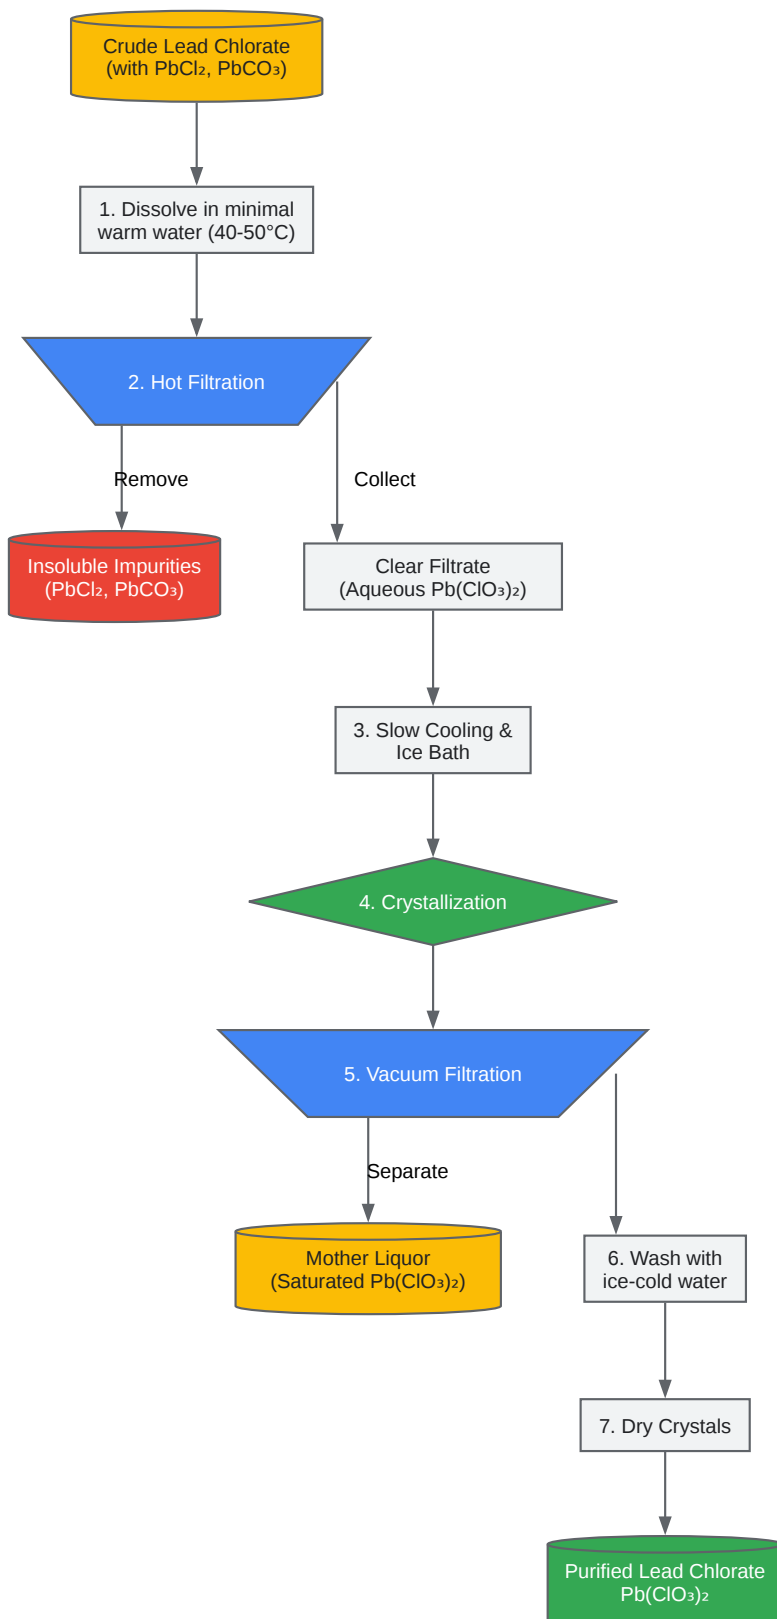 Crude Lead Chlorate
(with PbCl₂, PbCO₃)
1. Dissolve in minimal
warm water (40-50°C)
2. Hot Filtration
Remove
Collect
Insoluble Impurities
(PbCl₂, PbCO₃)
Clear Filtrate
(Aqueous Pb(ClO₃)₂)
3. Slow Cooling &
Ice Bath
4. Crystallization
5. Vacuum Filtration
Separate
Mother Liquor
(Saturated Pb(ClO₃)₂)
6. Wash with
ice-cold water
7. Dry Crystals
Purified Lead Chlorate
Pb(ClO₃)₂